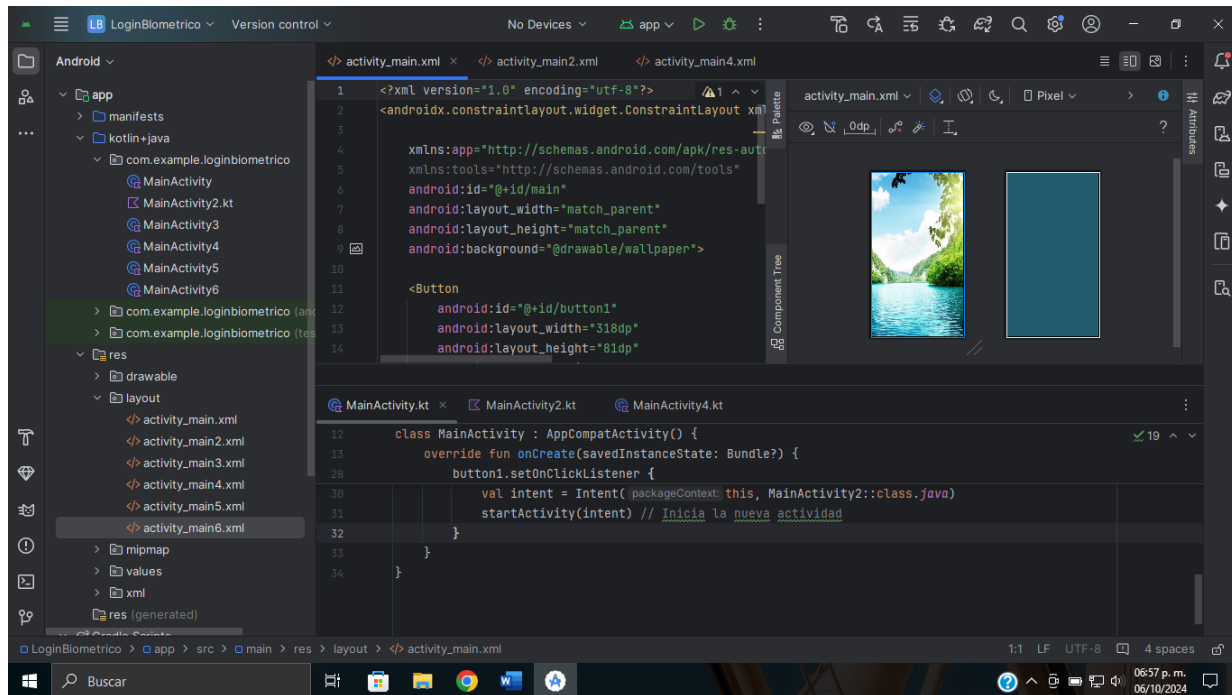 LB LoginBIometrico Version control No Devices app
Android
activity_main.xml activity_main2.xml activity_main4.xml
app
manifests
kotlin+java
com.example.loginbiometrico
MainActivity
MainActivity2.kt
MainActivity3
MainActivity4
MainActivity5
MainActivity6
com.example.loginbiometrico (and
com.example.loginbiometrico (tes
res
drawable
layout
activity_main.xml
activity_main2.xml
activity_main3.xml
activity_main4.xml
activity_main5.xml
activity_main6.xml
mipmap
values
xml
res (generated)
Gradle Scripts
1 <?xml version="1.0" encoding="utf-8"?> 1
2 <androidx.constraintlayout.widget.ConstraintLayout xml
3
4 xmlns:app="http://schemas.android.com/apk/res-auto
5 xmlns:tools="http://schemas.android.com/tools"
6 android:id="@+id/main"
7 android:layout_width="match_parent"
8 android:layout_height="match_parent"
9 android:background="@drawable/wallpaper">
10
11 <Button
12 android:id="@+id/button1"
13 android:layout_width="318dp"
14 android:layout_height="81dp"
Palette
Component Tree
activity_main.xml Pixel
0dp
Attributes
MainActivity.kt MainActivity2.kt MainActivity4.kt
12 class MainActivity : AppCompatActivity() { 19
13 override fun onCreate(savedInstanceState: Bundle?) {
28 button1.setOnClickListener {
30 val intent = Intent( packageContext: this, MainActivity2::class.java)
31 startActivity(intent) // Inicia la nueva actividad
32 }
33 }
34 }
LoginBIometrico > app > src > main > res > layout > activity_main.xml 1:1 LF UTF-8 4 spaces
Buscar
06:57 p. m.
06/10/2024